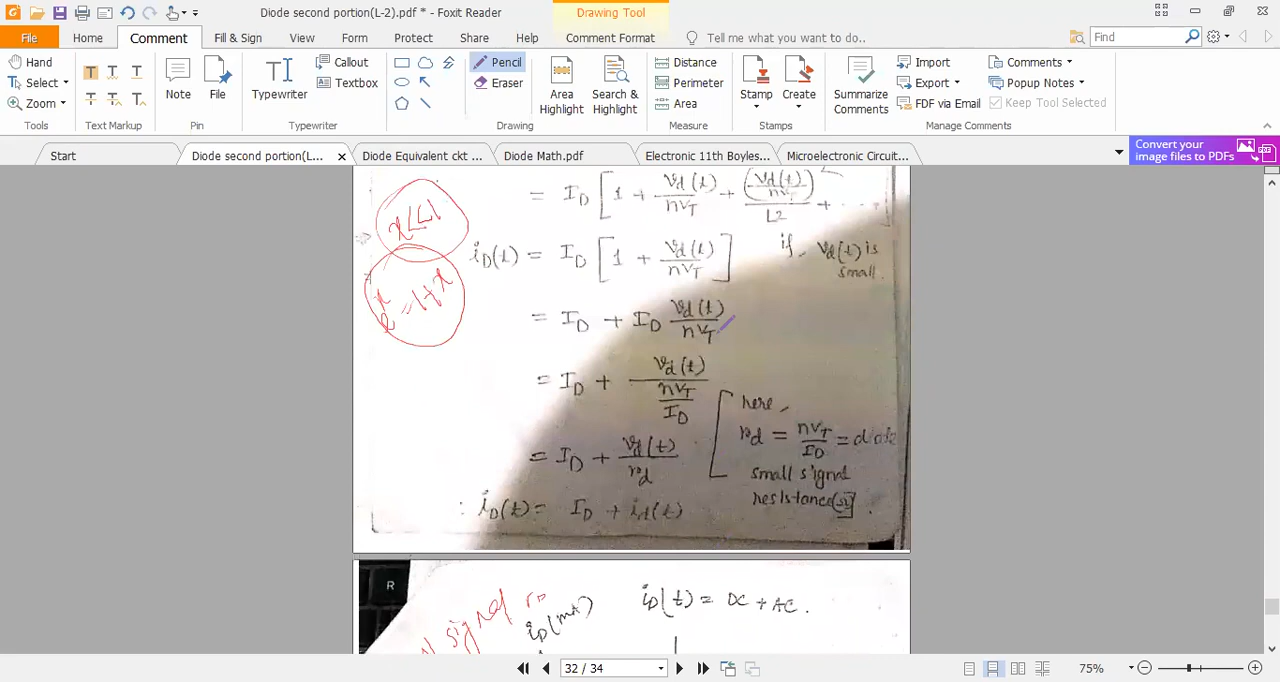 Diode second portion(L-2).pdf * - Foxit Reader
Drawing Tool
File Home Comment Fill & Sign View Form Protect Share Help Comment Format Tell me what you want to do.. Find
Hand
Select
Zoom
Tools
T T T
T T T
Text Markup
Note
File
Pin
Typewriter
Callout
Textbox
Typewriter
Pencil
Eraser
Drawing
Area Highlight
Search & Highlight
Distance
Perimeter
Area
Measure
Stamp
Create
Stamps
Summarize Comments
Import
Export
FDF via Email
Comments
Popup Notes
Keep Tool Selected
Manage Comments
Start
Diode second portion(L... x
Diode Equivalent ckt ...
Diode Math.pdf
Electronic 11th Boyles...
Microelectronic Circuit...
Convert your
image files to PDFs
PDF
x<<1
e^x = 1+x
= I_D [1 + v_d(t)/nV_T + (v_d(t)/nV_T)^2/L2 + ....]
i_D(t) = I_D [1 + v_d(t)/nV_T] if, v_d(t) is
small.
= I_D + I_D v_d(t)/nV_T
= I_D + v_d(t)/(nV_T/I_D)
here,
= I_D + v_d(t)/r_d
r_d = nV_T/I_D = diode
small signal
resistance(Ω)
∴ i_D(t) = I_D + i_d(t)
R
signal
i_D(mA)
i_D(t) = DC + AC.
32 / 34
75%